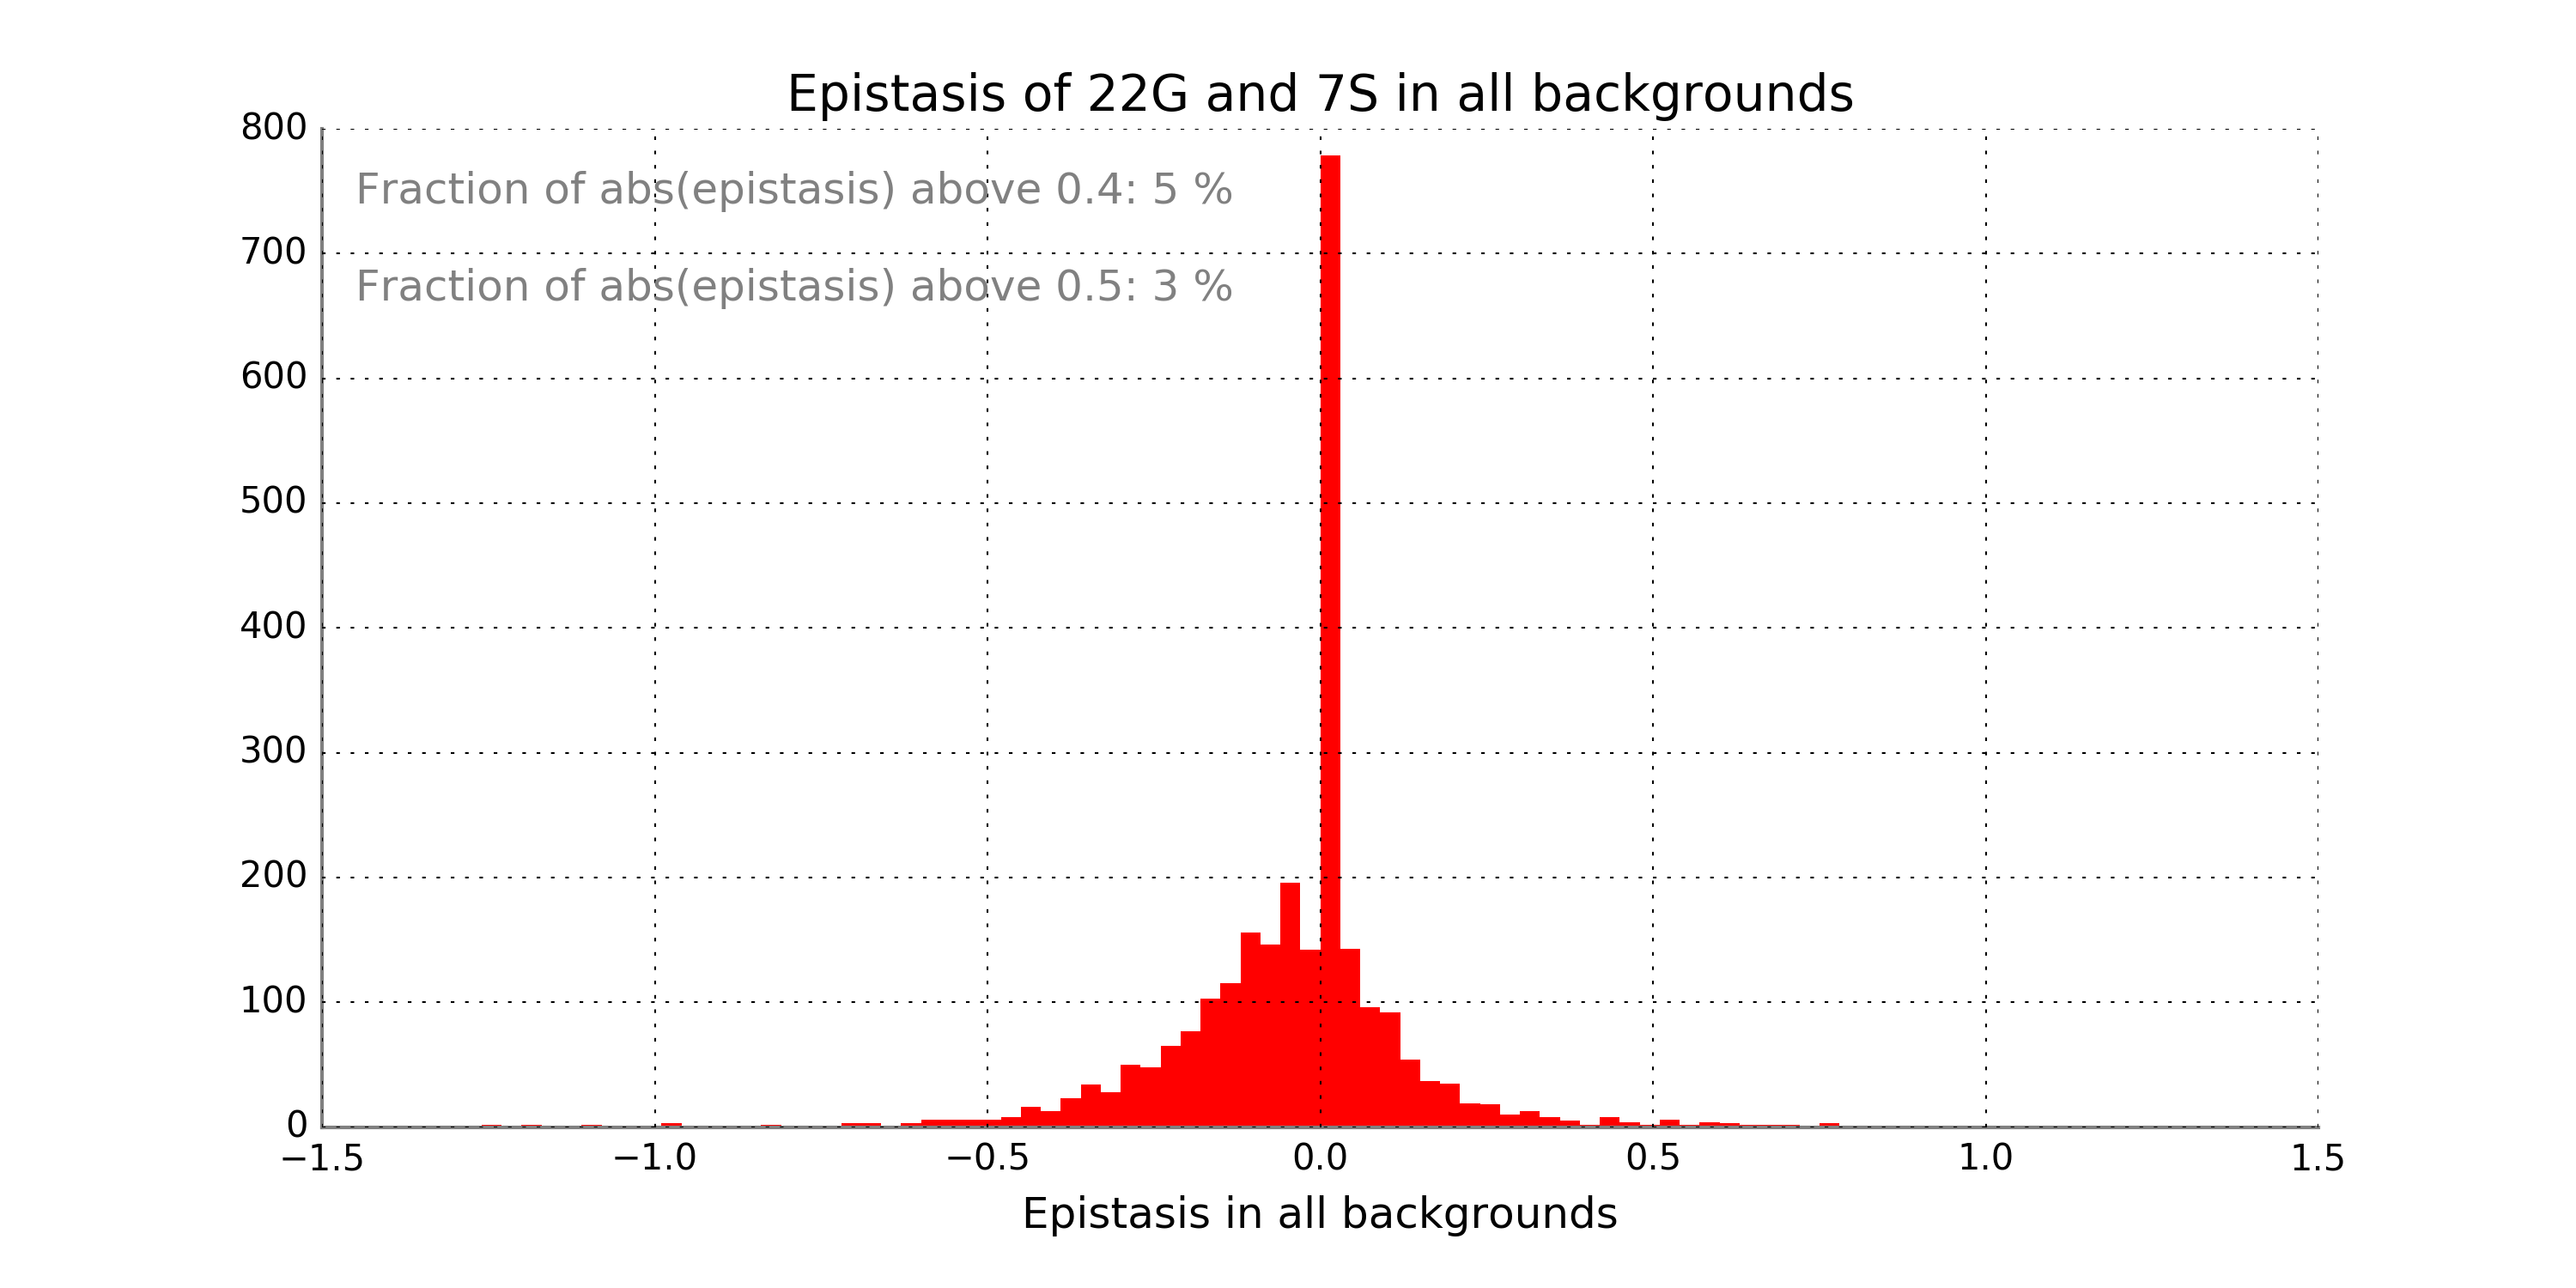 Epistasis of 22G and 7S in all backgrounds
800
700
600
500
400
300
200
100
0
Fraction of abs(epistasis) above 0.4: 5 %
Fraction of abs(epistasis) above 0.5: 3 %
−1.5 −1.0 −0.5 0.0 0.5 1.0 1.5
Epistasis in all backgrounds